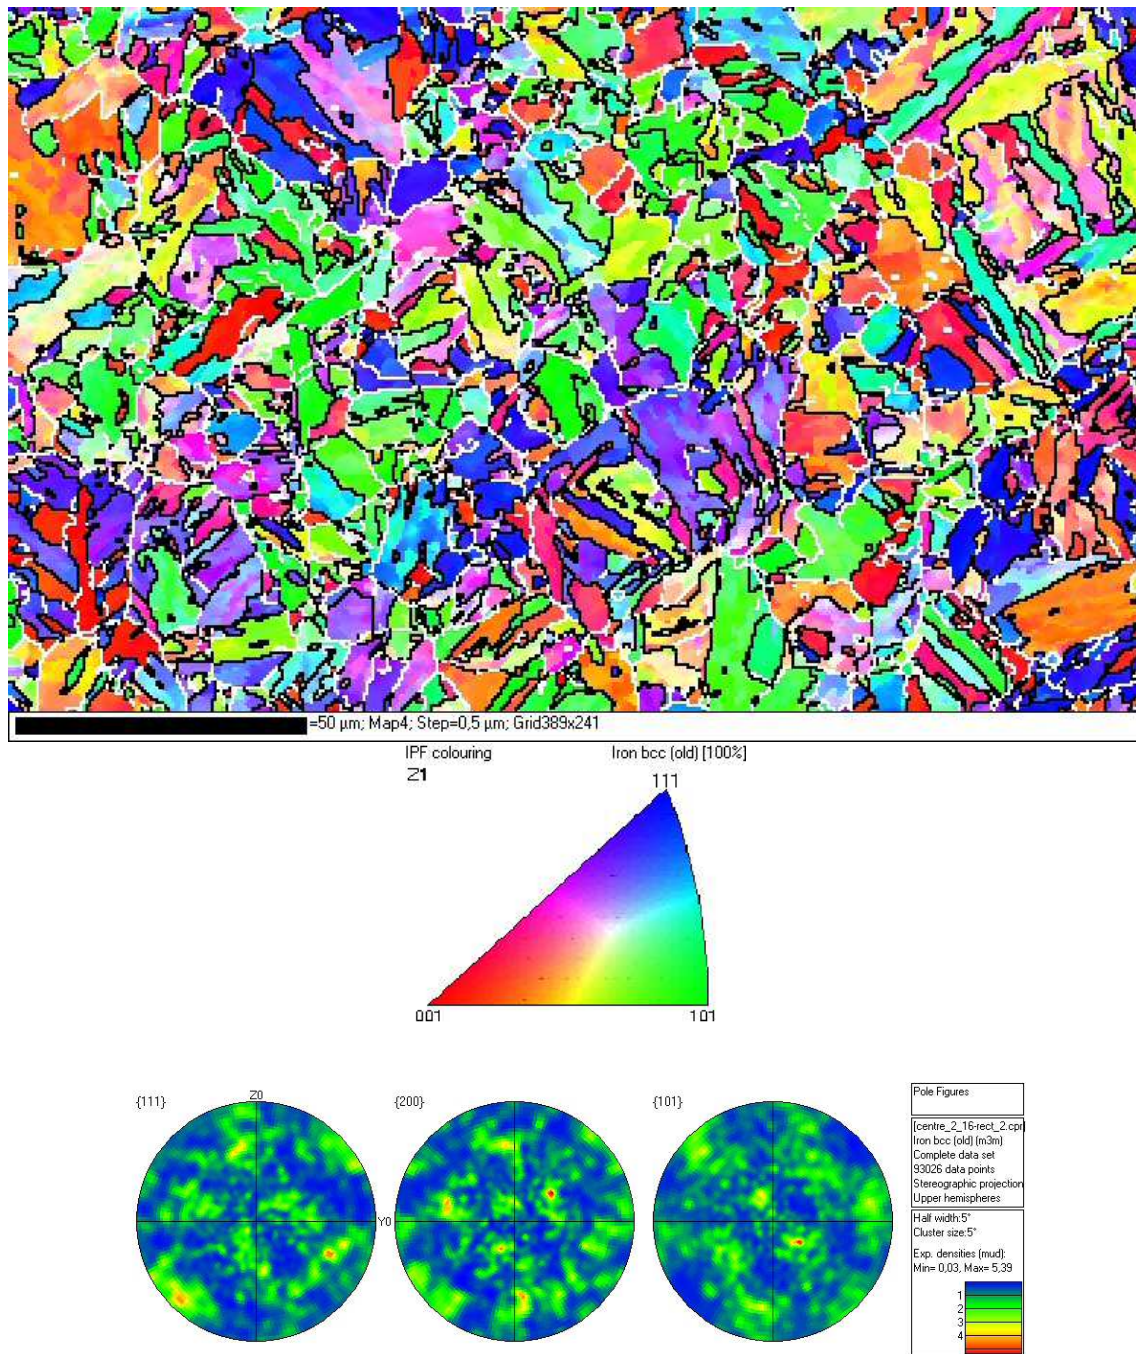 =50 µm; Map4; Step=0,5 µm; Grid389x241
IPF colouring
Z1
Iron bcc (old) [100%]
111
001
101
{111}
Z0
Y0
{200}
{101}
Pole Figures
[centre_2_16-rect_2.cpr]
Iron bcc (old) (m3m)
Complete data set
93026 data points
Stereographic projection
Upper hemispheres
Half width:5°
Cluster size:5°
Exp. densities (mud):
Min= 0,03, Max= 5,39
1
2
3
4